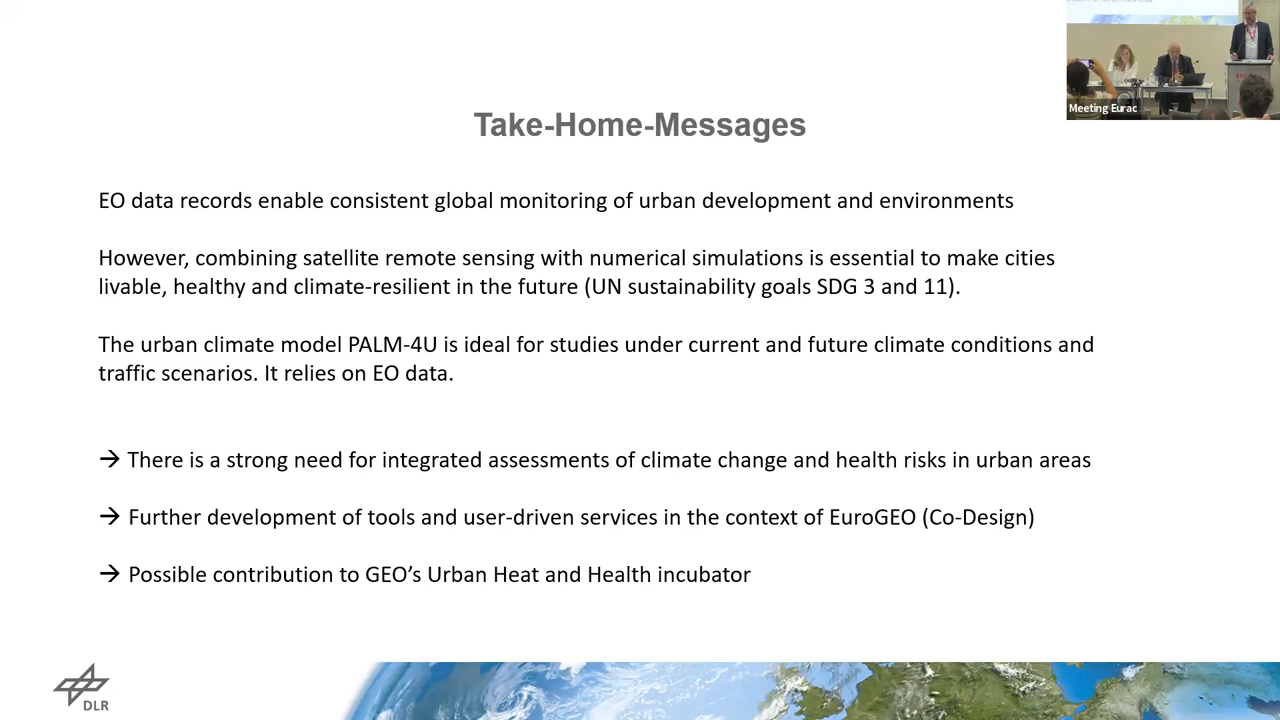 Meeting Eurac
Take-Home-Messages
EO data records enable consistent global monitoring of urban development and environments
However, combining satellite remote sensing with numerical simulations is essential to make cities
livable, healthy and climate-resilient in the future (UN sustainability goals SDG 3 and 11).
The urban climate model PALM-4U is ideal for studies under current and future climate conditions and
traffic scenarios. It relies on EO data.
→ There is a strong need for integrated assessments of climate change and health risks in urban areas
→ Further development of tools and user-driven services in the context of EuroGEO (Co-Design)
→ Possible contribution to GEO’s Urban Heat and Health incubator
DLR